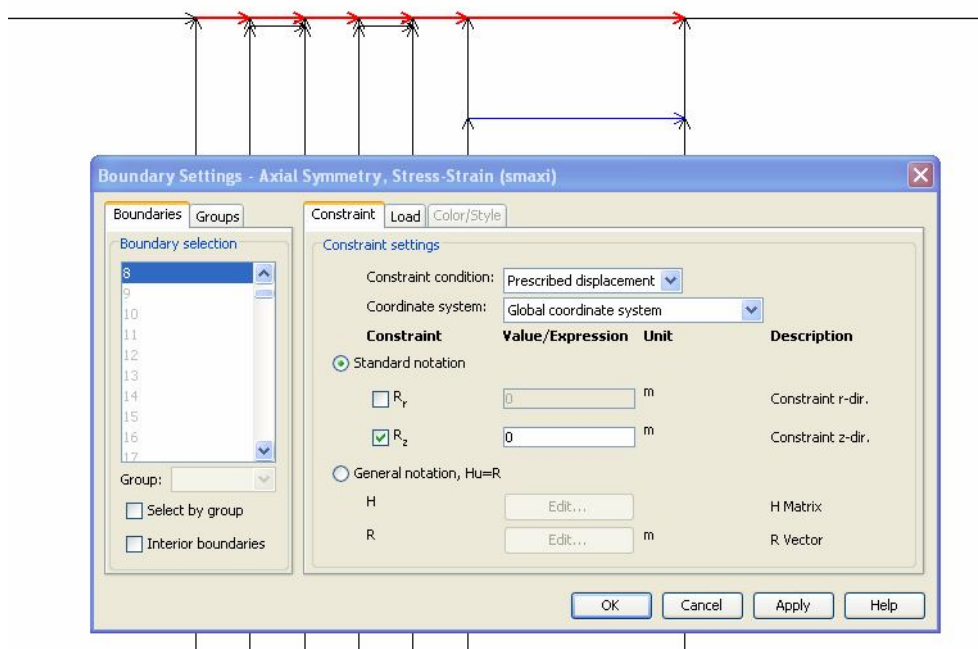 Boundary Settings - Axial Symmetry, Stress-Strain (smaxi)
Boundaries Groups
Constraint Load Color/Style
Boundary selection
8
9
10
11
12
13
14
15
16
17
Group:
Select by group
Interior boundaries
Constraint settings
Constraint condition: Prescribed displacement
Coordinate system: Global coordinate system
Constraint Value/Expression Unit Description
Standard notation
Rr 0 m Constraint r-dir.
Rz 0 m Constraint z-dir.
General notation, Hu=R
H Edit... H Matrix
R Edit... m R Vector
OK Cancel Apply Help